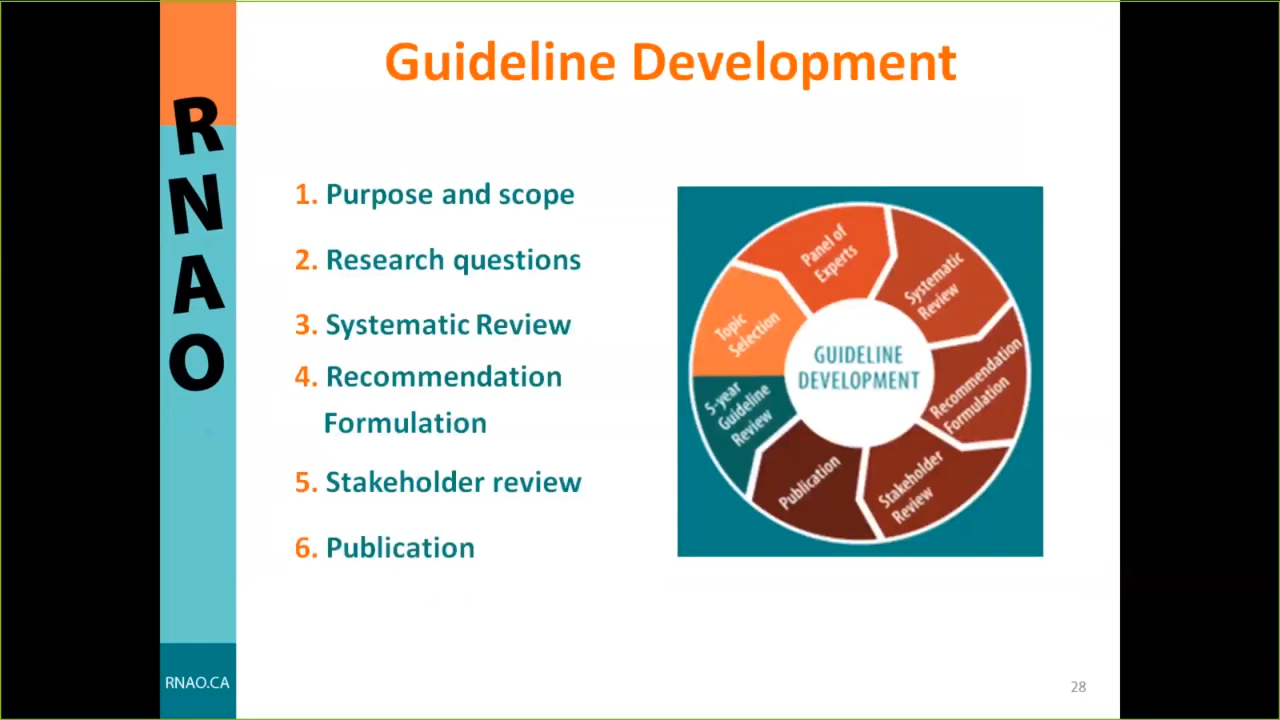 Guideline Development
RNAO
1. Purpose and scope
2. Research questions
3. Systematic Review
4. Recommendation
Formulation
5. Stakeholder review
6. Publication
Panel of
Experts
Systematic
Review
Recommendation
Formulation
Stakeholder
Review
Publication
5-year
Guideline
Review
Topic
Selection
GUIDELINE
DEVELOPMENT
RNAO.CA
28